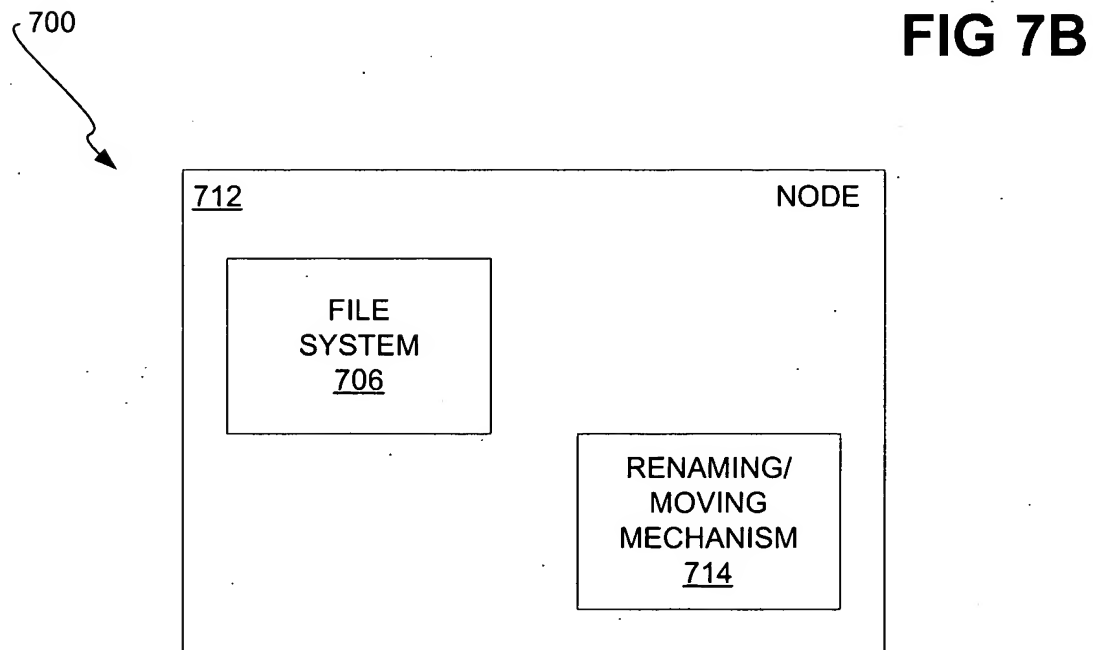 700
FIG 7B
712
NODE
FILE
SYSTEM
706
RENAMING/
MOVING
MECHANISM
714